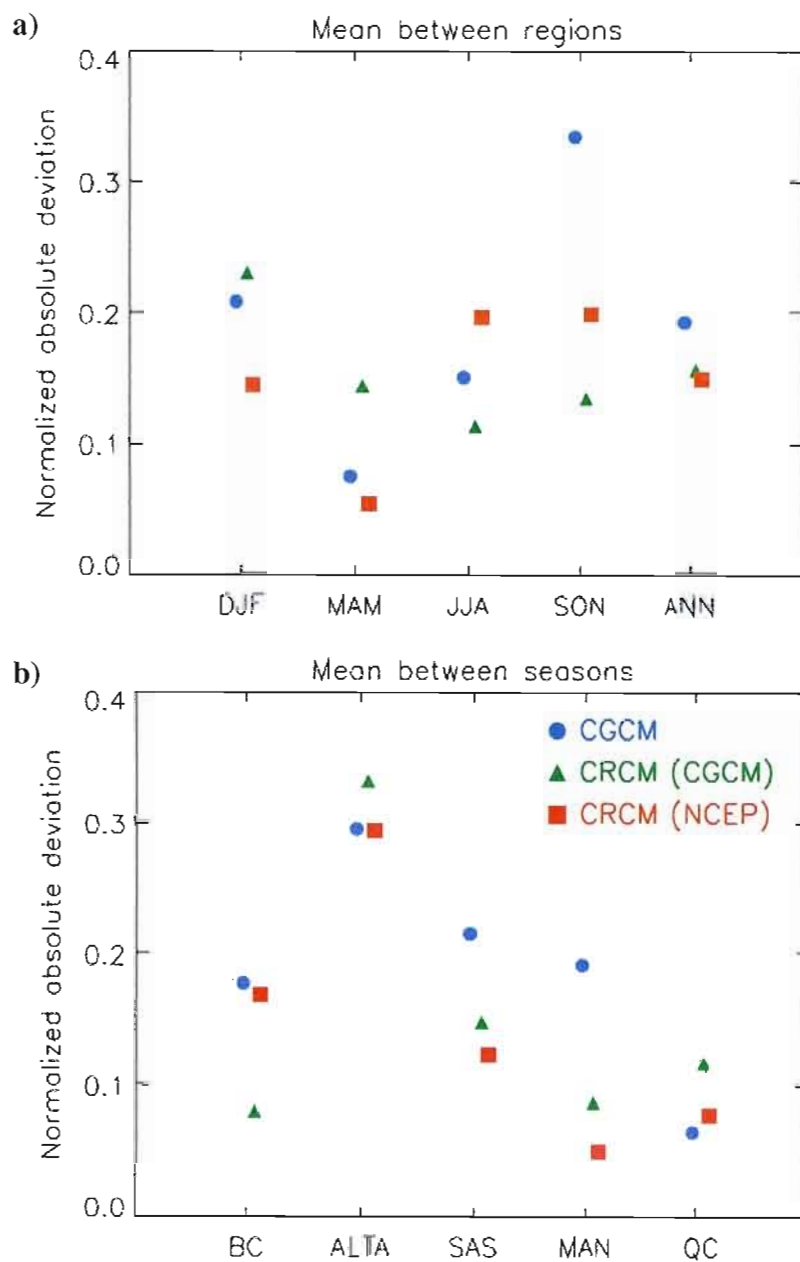 a)
Mean between regions
Normalized absolute deviation
0.4
0.3
0.2
0.1
0.0
DJF MAM JJA SON ANN
b)
Mean between seasons
Normalized absolute deviation
0.4
0.3
0.2
0.1
0.0
CGCM
CRCM (CGCM)
CRCM (NCEP)
BC ALTA SAS MAN QC